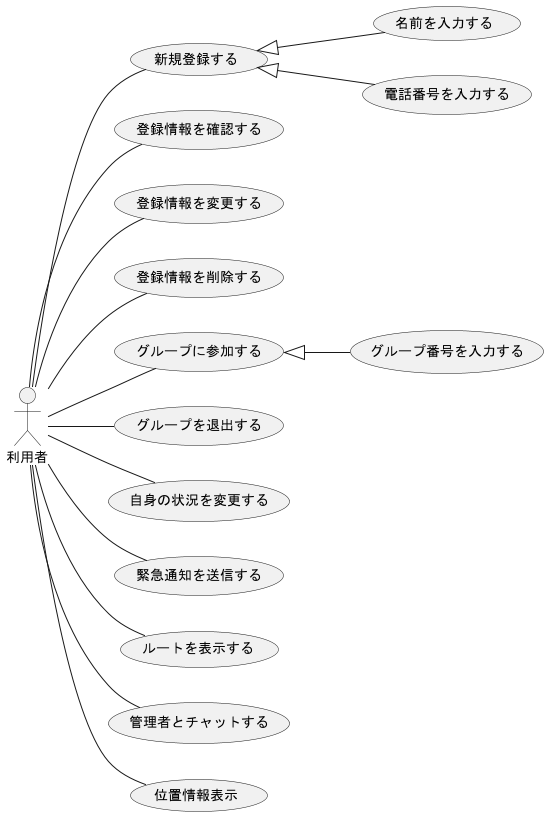 名前を入力する
新規登録する
電話番号を入力する
登録情報を確認する
登録情報を変更する
登録情報を削除する
グループに参加する
グループ番号を入力する
グループを退出する
利用者
自身の状況を変更する
緊急通知を送信する
ルートを表示する
管理者とチャットする
位置情報表示